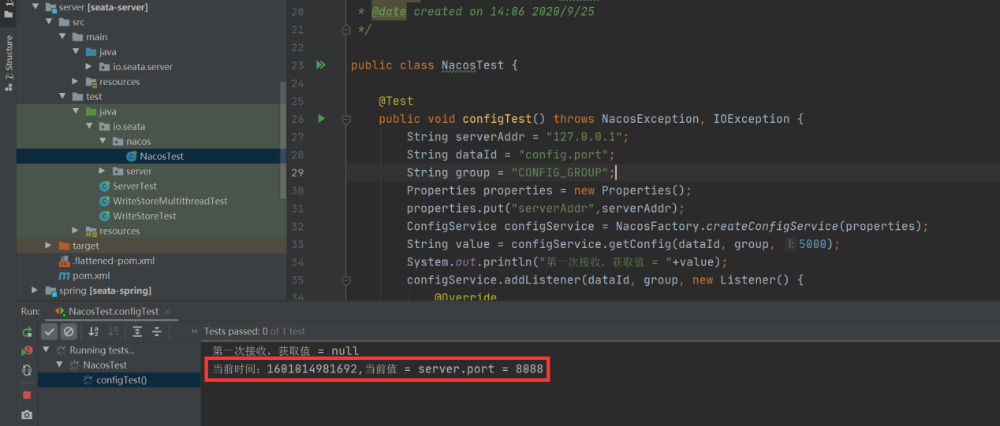 server [seata-server]
src
main
java
io.seata.server
resources
test
java
io.seata
nacos
NacosTest
server
ServerTest
WriteStoreMultithreadTest
WriteStoreTest
resources
target
.flattened-pom.xml
pom.xml
spring [seata-spring]
7: Structure
20 * @date created on 14:06 2020/9/25
21 */
22
23 public class NacosTest {
24
25 @Test
26 public void configTest() throws NacosException, IOException {
27 String serverAddr = "127.0.0.1";
28 String dataId = "config.port";
29 String group = "CONFIG_GROUP";
30 Properties properties = new Properties();
31 properties.put("serverAddr",serverAddr);
32 ConfigService configService = NacosFactory.createConfigService(properties);
33 String value = configService.getConfig(dataId, group, l: 5000);
34 System.out.println("第一次接收，获取值 = "+value);
35 configService.addListener(dataId, group, new Listener() {
36 @Override
Run: NacosTest.configTest ×
» Tests passed: 0 of 1 test
Running tests...
NacosTest
configTest()
第一次接收，获取值 = null
当前时间：1601014981692,当前值 = server.port = 8088